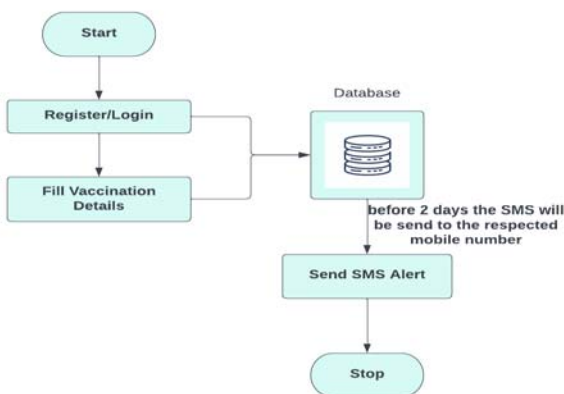 Start
Register/Login
Fill Vaccination
Details
Database
before 2 days the SMS will
be send to the respected
mobile number
Send SMS Alert
Stop